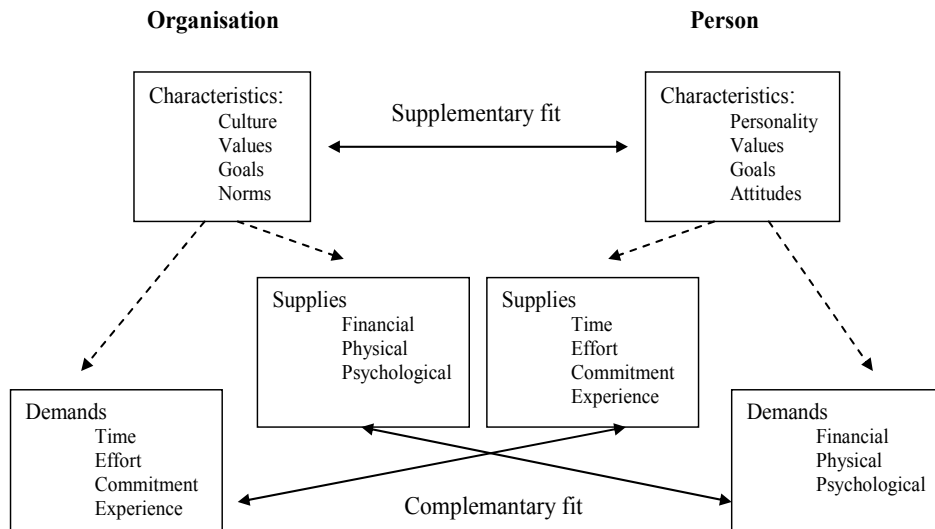 Organisation
Person
Characteristics:
Culture
Values
Goals
Norms
Supplementary fit
Characteristics:
Personality
Values
Goals
Attitudes
Supplies
Financial
Physical
Psychological
Supplies
Time
Effort
Commitment
Experience
Demands
Time
Effort
Commitment
Experience
Demands
Financial
Physical
Psychological
Complemantary fit